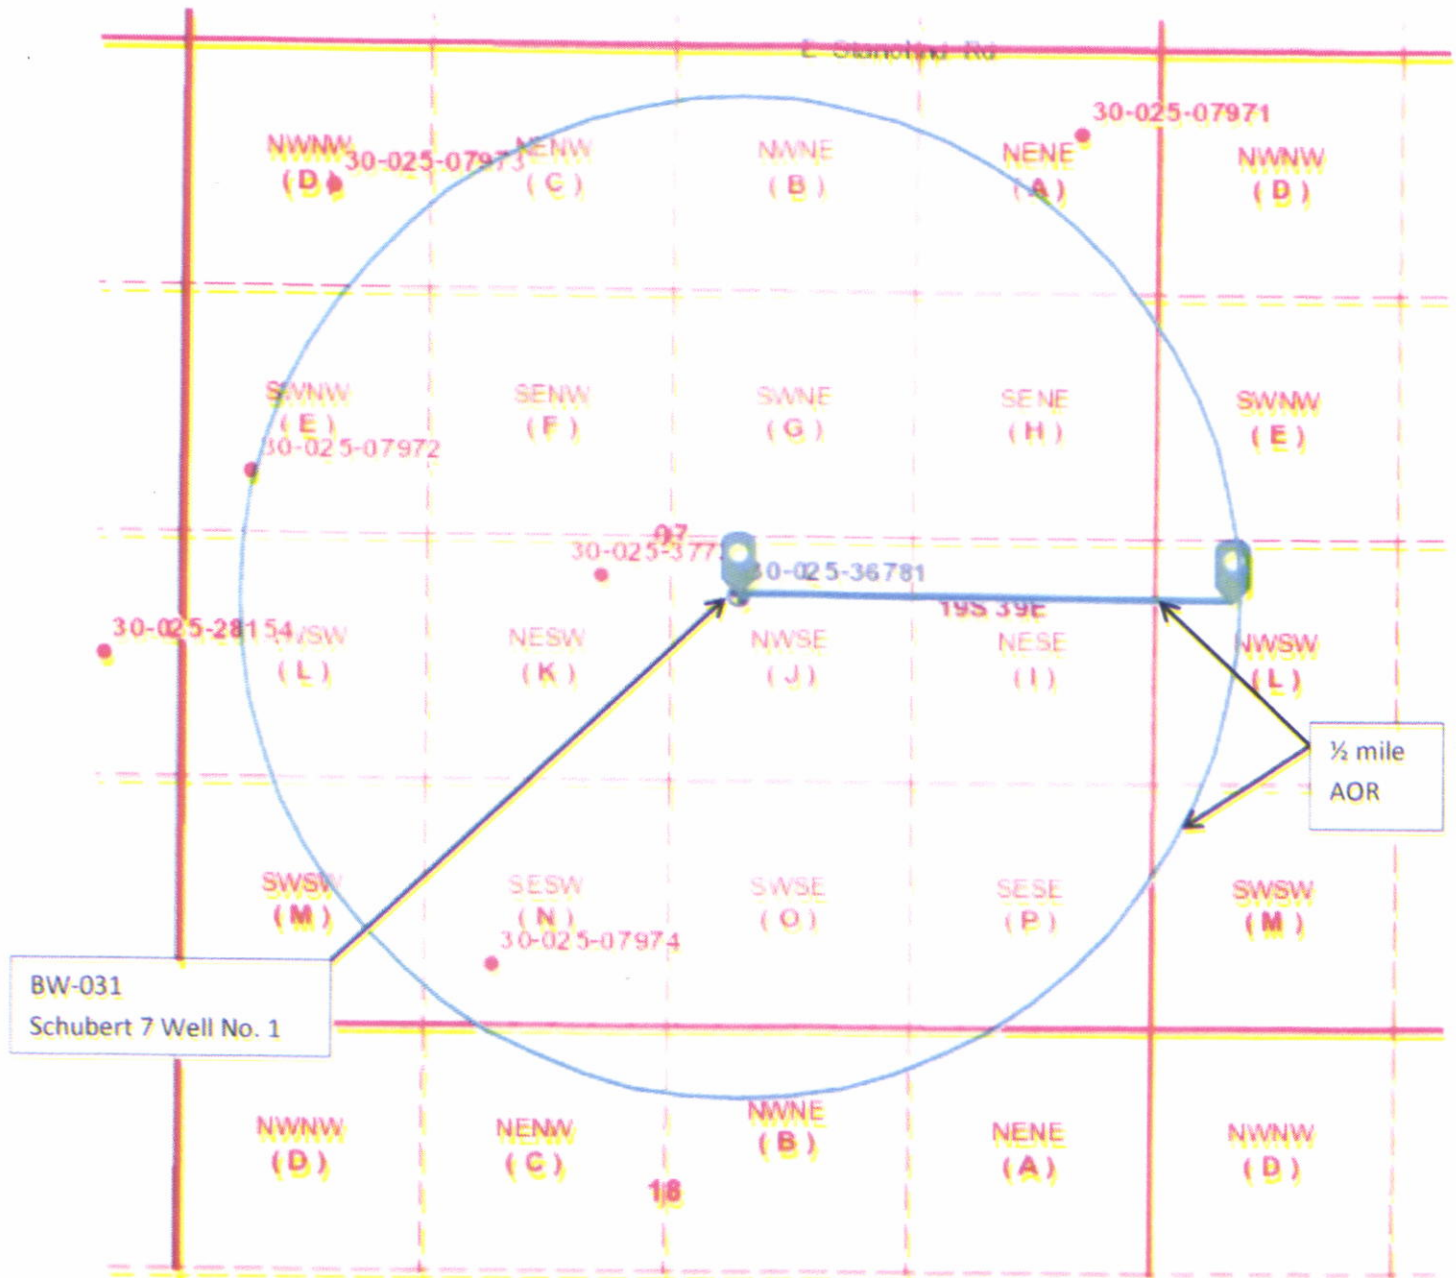 30-025-07971
NWNW
(D)
30-025-07973
NENW
(C)
NWNE
(B)
NENE
(A)
NWNW
(D)
SWNW
(E)
30-025-07972
SENW
(F)
SWNE
(G)
SENE
(H)
SWNW
(E)
07
30-025-377
30-025-36781
19S 39E
30-025-28154
(L)
NESW
(K)
NWSE
(J)
NESE
(I)
NWSW
(L)
½ mile
AOR
SWSW
(M)
SESW
(N)
30-025-07974
SWSE
(O)
SESE
(P)
SWSW
(M)
BW-031
Schubert 7 Well No. 1
NWNW
(D)
NENW
(C)
NWNE
(B)
NENE
(A)
NWNW
(D)
18